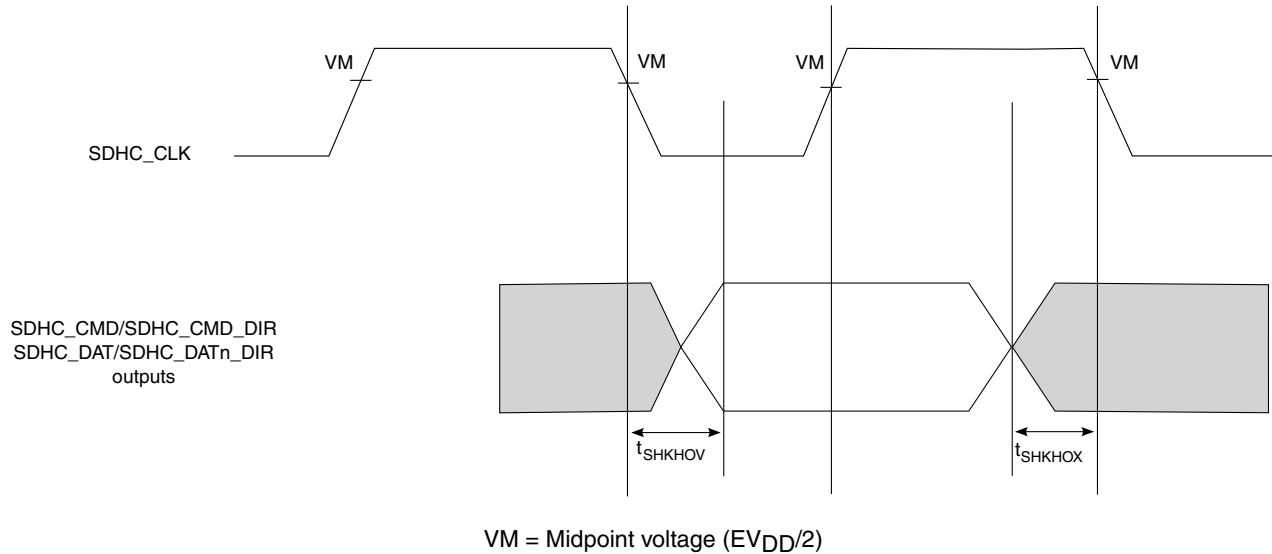 VM
VM
VM
VM
SDHC_CLK
SDHC_CMD/SDHC_CMD_DIR
SDHC_DAT/SDHC_DATn_DIR
outputs
tSHKHOV
tSHKHOX
VM = Midpoint voltage (EVDD/2)